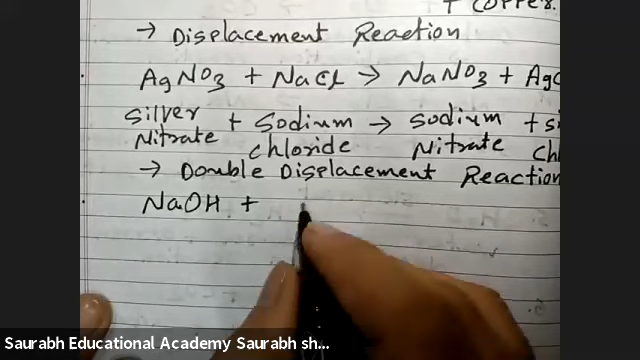 → Displacement Reaction
AgNO3 + NaCl → NaNO3 + Ag
Silver + Sodium → Sodium +
Nitrate chloride Nitrate
→ Double Displacement Reaction
NaOH +
Saurabh Educational Academy Saurabh sh...